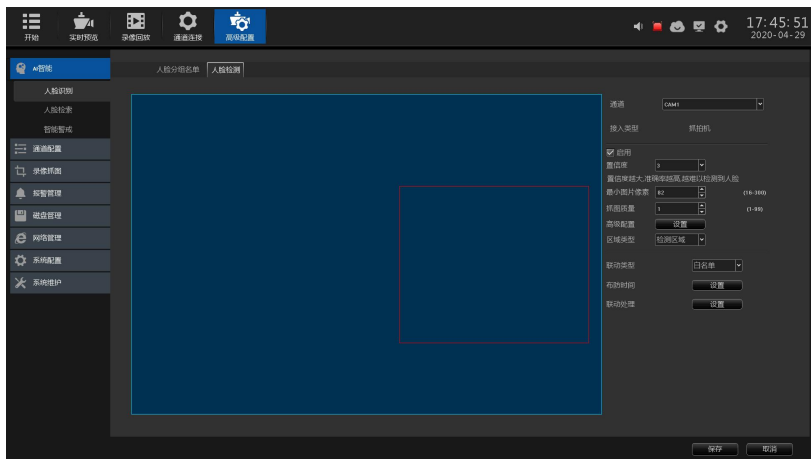 开始 实时预览 录像回放 通道连接 高级配置 17:45:51
2020-04-29
AI智能 人脸分组名单 人脸检测
人脸识别
人脸检索
智能警戒
通道配置
录像抓图
报警管理
磁盘管理
网络管理
系统配置
系统维护
通道 CAM1
接入类型 抓拍机
启用
置信度 3
置信度越大,准确率越高,越难以检测到人脸
最小图片像素 82 (16-300)
抓图质量 1 (1-99)
高级配置 设置
区域类型 检测区域
联动类型 白名单
布防时间 设置
联动处理 设置
保存 取消